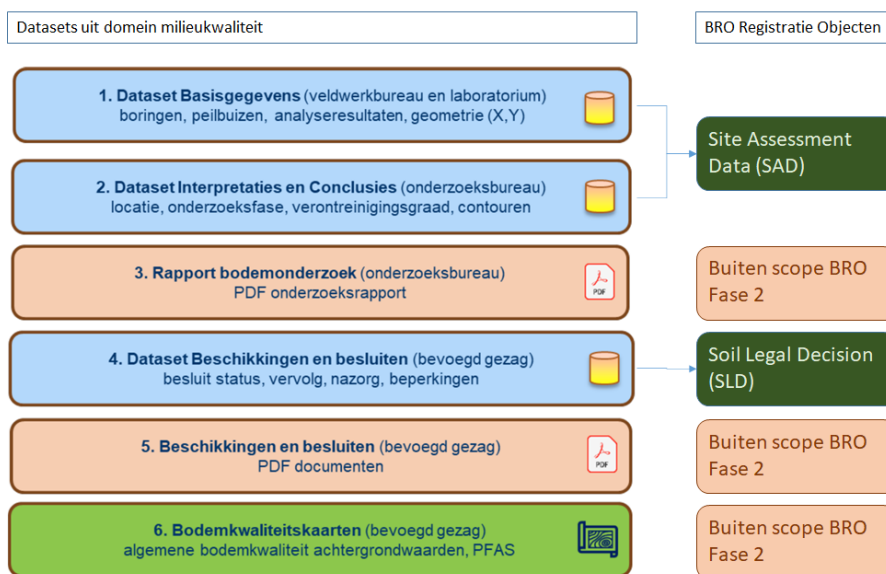 Datasets uit domein milieukwaliteit
BRO Registratie Objecten
1. Dataset Basisgegevens (veldwerkbureau en laboratorium)
boringen, peilbuizen, analyseresultaten, geometrie (X,Y)
2. Dataset Interpretaties en Conclusies (onderzoeksbureau)
locatie, onderzoeksfase, verontreinigingsgraad, contouren
Site Assessment
Data (SAD)
3. Rapport bodemonderzoek (onderzoeksbureau)
PDF onderzoeksrapport
PDF
Buiten scope BRO
Fase 2
4. Dataset Beschikkingen en besluiten (bevoegd gezag)
besluit status, vervolg, nazorg, beperkingen
Soil Legal Decision
(SLD)
5. Beschikkingen en besluiten (bevoegd gezag)
PDF documenten
PDF
Buiten scope BRO
Fase 2
6. Bodemkwaliteitskaarten (bevoegd gezag)
algemene bodemkwaliteit achtergrondwaarden, PFAS
Buiten scope BRO
Fase 2